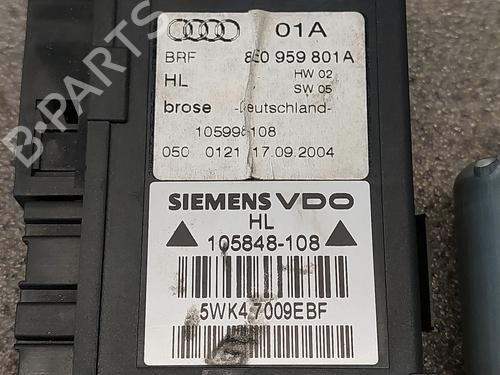 01A
BRF 8E0 959 801A
HL HW 02
SW 05
brose -Deutschland-
105998108
050 0121 17.09.2004
SIEMENS VDO
HL
105848-108
5WK47009EBF
B-Parts